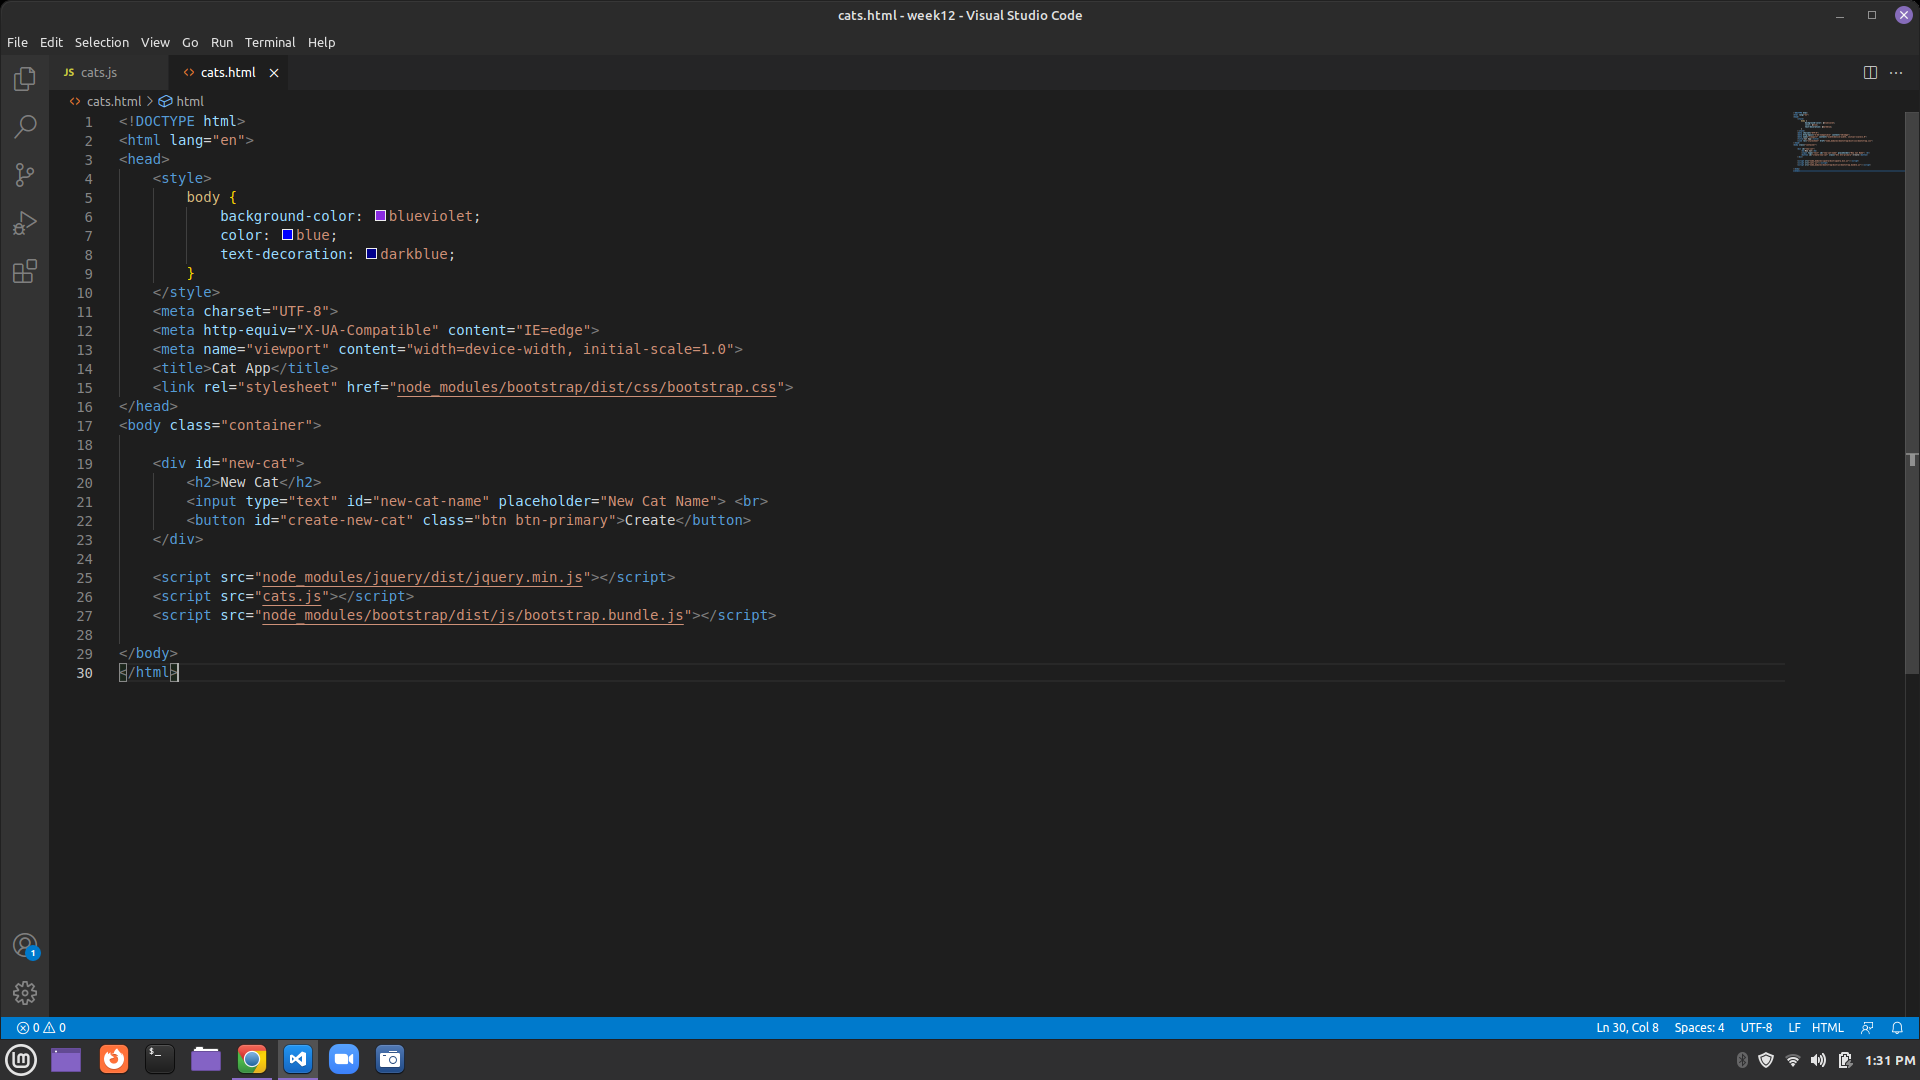 cats.html - week12 - Visual Studio Code
File Edit Selection View Go Run Terminal Help
JS cats.js <> cats.html
<> cats.html > html
1 <!DOCTYPE html>
2 <html lang="en">
3 <head>
4 <style>
5 body {
6 background-color: blueviolet;
7 color: blue;
8 text-decoration: darkblue;
9 }
10 </style>
11 <meta charset="UTF-8">
12 <meta http-equiv="X-UA-Compatible" content="IE=edge">
13 <meta name="viewport" content="width=device-width, initial-scale=1.0">
14 <title>Cat App</title>
15 <link rel="stylesheet" href="node_modules/bootstrap/dist/css/bootstrap.css">
16 </head>
17 <body class="container">
18
19 <div id="new-cat">
20 <h2>New Cat</h2>
21 <input type="text" id="new-cat-name" placeholder="New Cat Name"> <br>
22 <button id="create-new-cat" class="btn btn-primary">Create</button>
23 </div>
24
25 <script src="node_modules/jquery/dist/jquery.min.js"></script>
26 <script src="cats.js"></script>
27 <script src="node_modules/bootstrap/dist/js/bootstrap.bundle.js"></script>
28
29 </body>
30 </html>
1
0 0 Ln 30, Col 8 Spaces: 4 UTF-8 LF HTML
1:31 PM